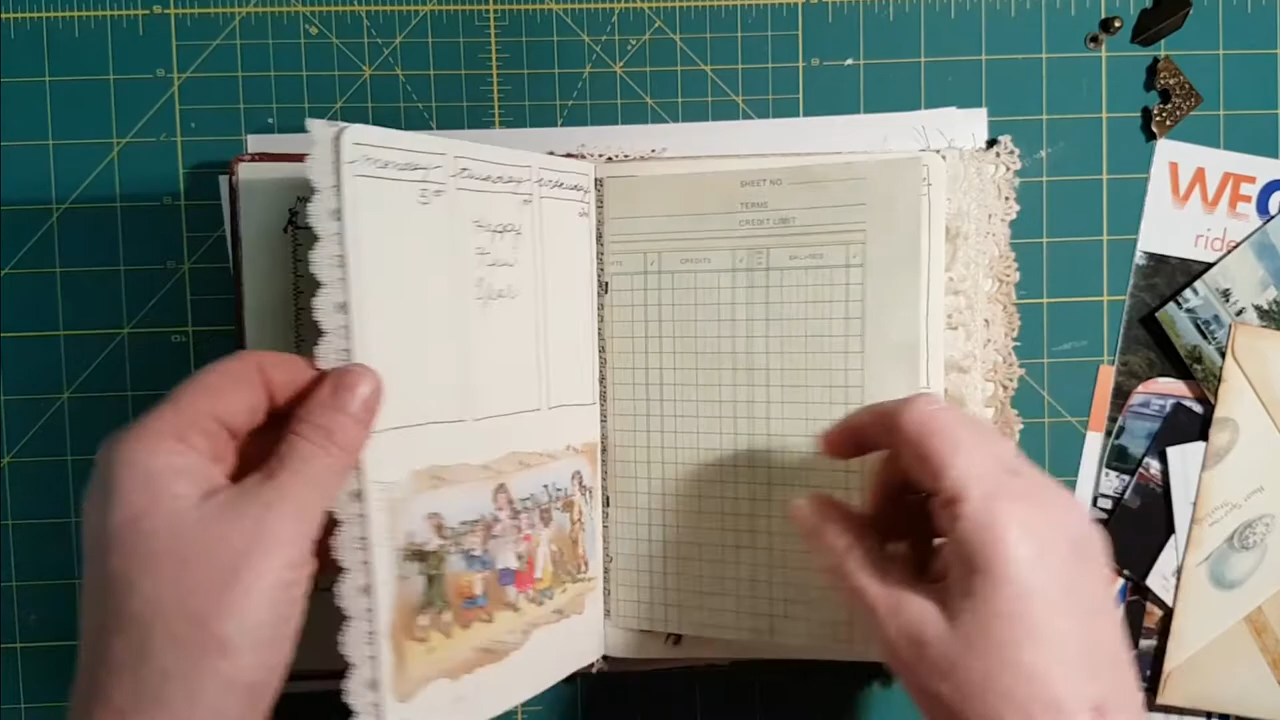 monday
tuesday
wednesday
Happy
New
Year
SHEET NO.
TERMS
CREDIT LIMIT
CREDITS
BALANCE
WE
ride